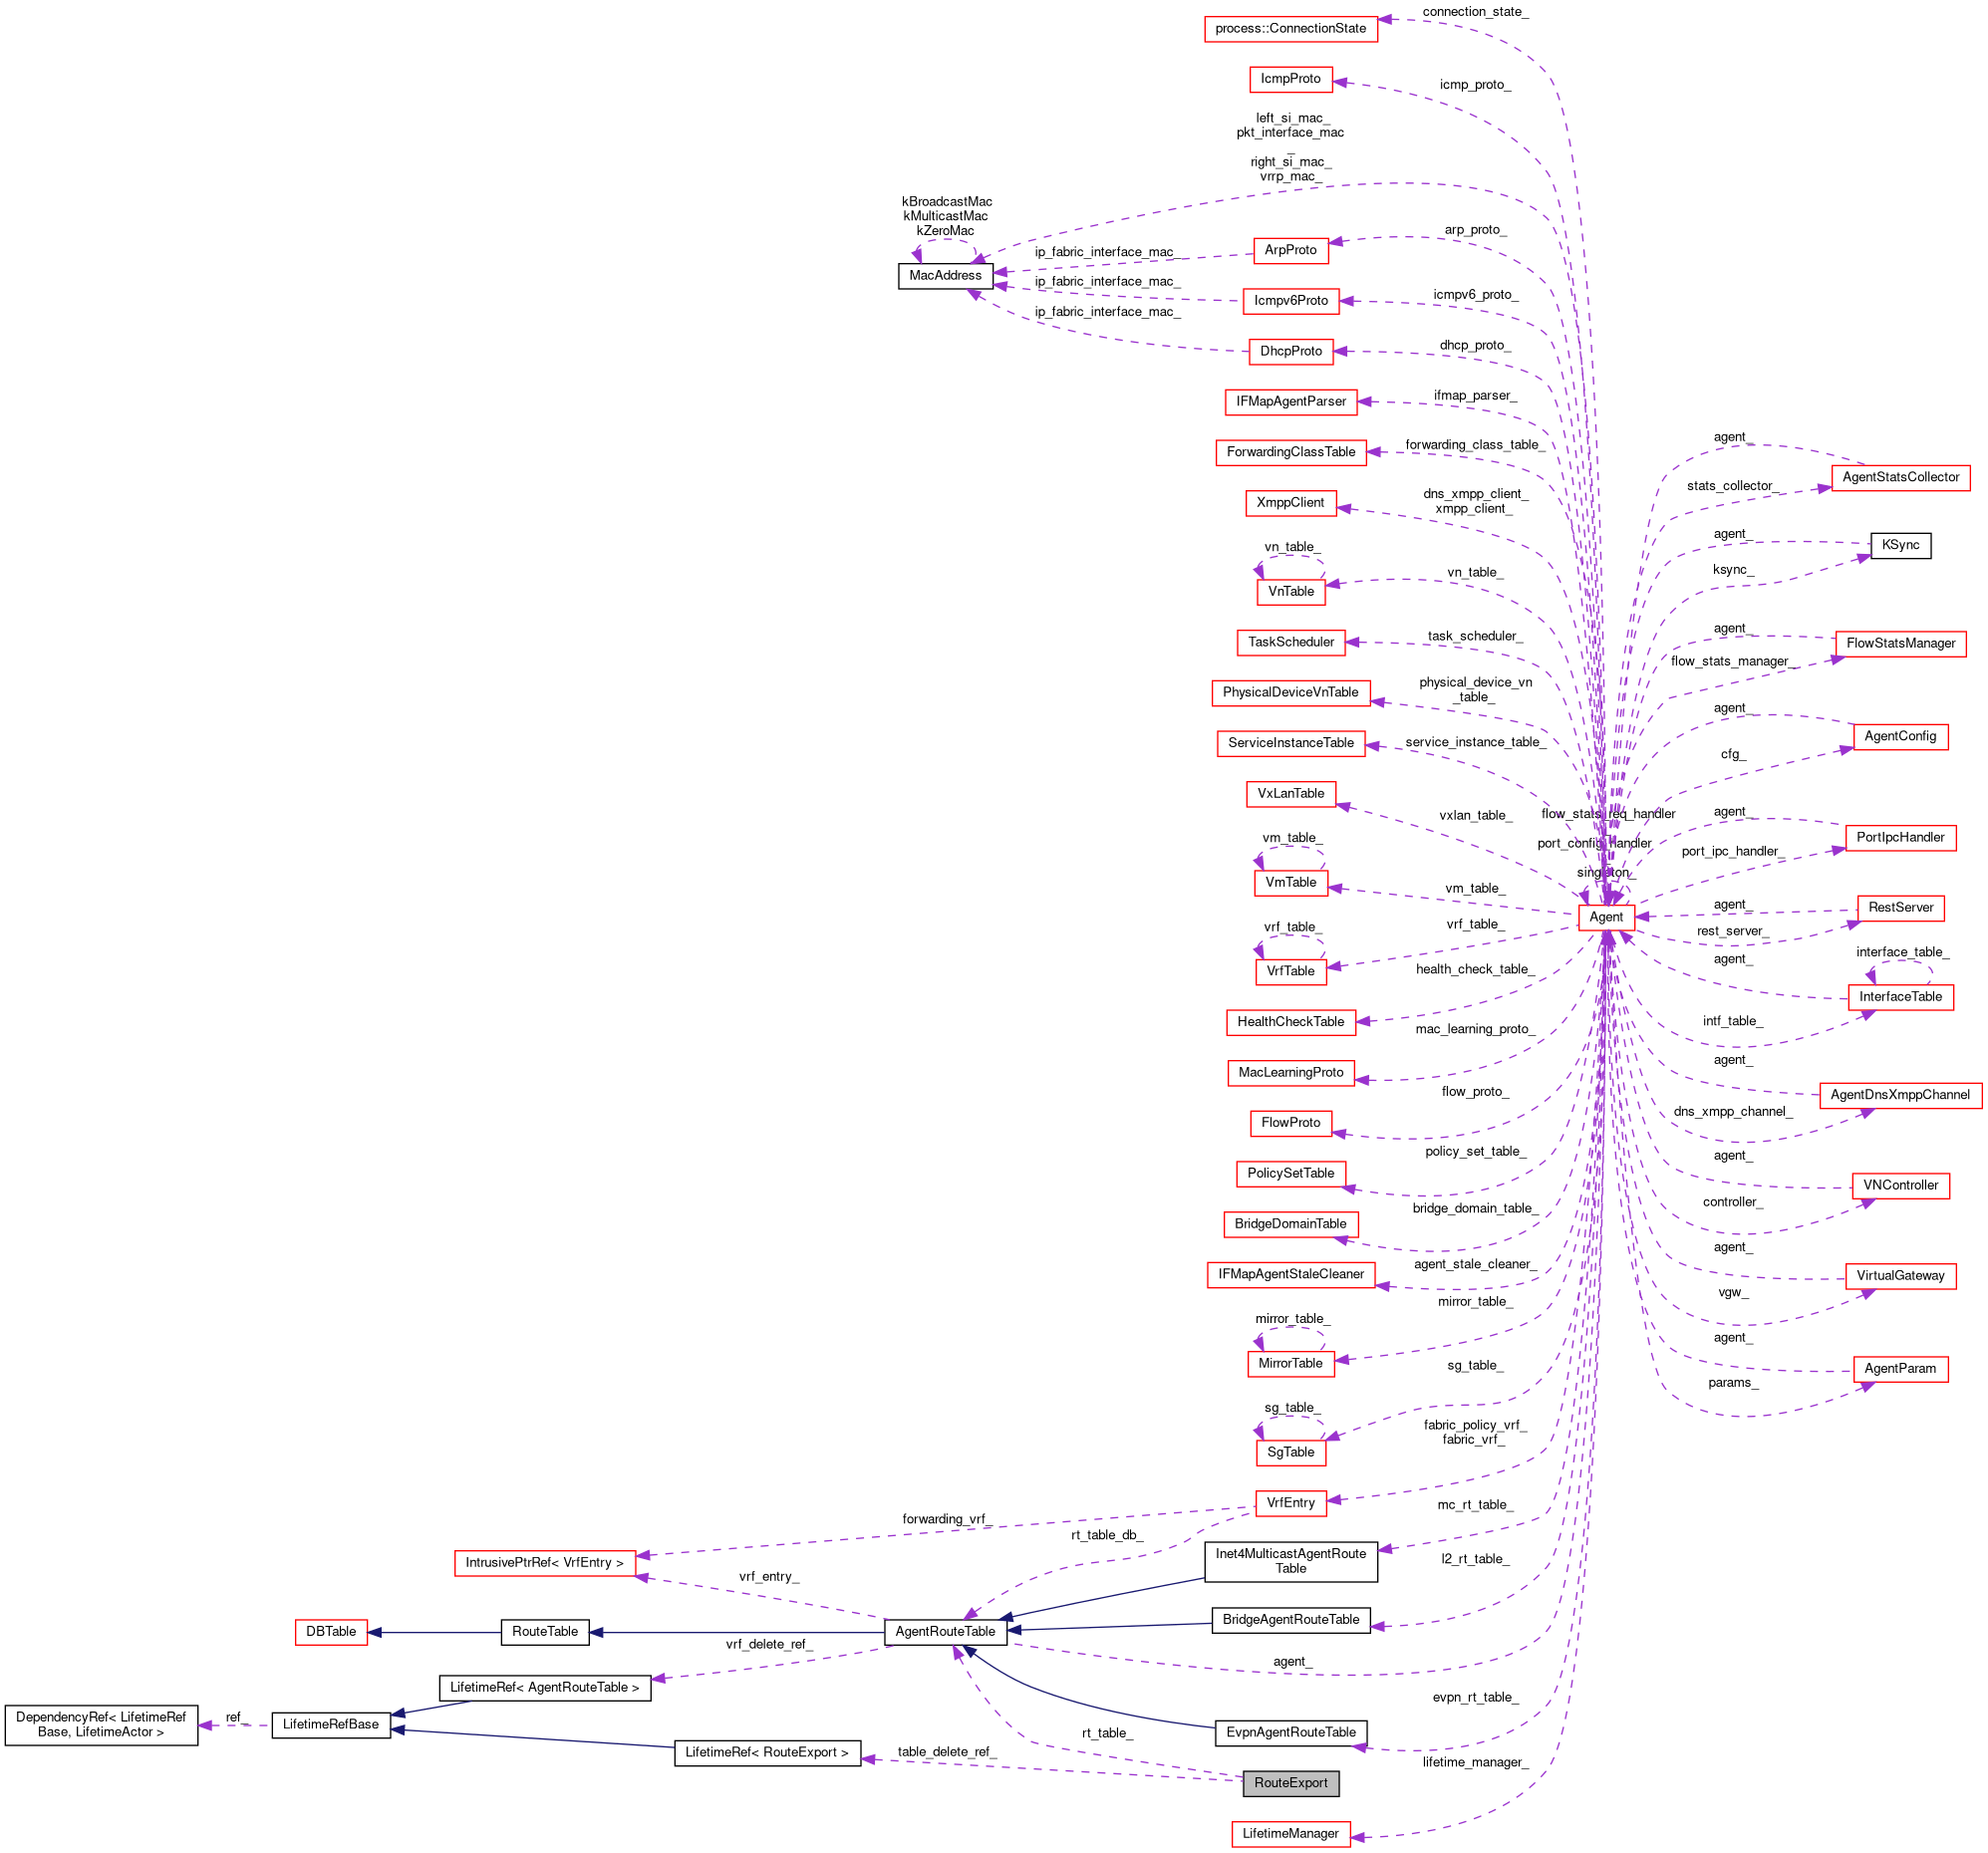 connection_state_
process::ConnectionState
IcmpProto
icmp_proto_
left_si_mac_
pkt_interface_mac
_
right_si_mac_
vrrp_mac_
kBroadcastMac
kMulticastMac
kZeroMac
MacAddress
ip_fabric_interface_mac_
ArpProto
arp_proto_
ip_fabric_interface_mac_
Icmpv6Proto
icmpv6_proto_
ip_fabric_interface_mac_
DhcpProto
dhcp_proto_
IFMapAgentParser
ifmap_parser_
ForwardingClassTable
forwarding_class_table_
XmppClient
dns_xmpp_client_
xmpp_client_
vn_table_
VnTable
vn_table_
TaskScheduler
task_scheduler_
PhysicalDeviceVnTable
physical_device_vn
_table_
ServiceInstanceTable
service_instance_table_
VxLanTable
vxlan_table_
vm_table_
VmTable
vm_table_
vrf_table_
VrfTable
vrf_table_
HealthCheckTable
health_check_table_
MacLearningProto
mac_learning_proto_
FlowProto
flow_proto_
PolicySetTable
policy_set_table_
BridgeDomainTable
bridge_domain_table_
IFMapAgentStaleCleaner
agent_stale_cleaner_
mirror_table_
MirrorTable
mirror_table_
sg_table_
SgTable
sg_table_
VrfEntry
fabric_policy_vrf_
fabric_vrf_
flow_stats_req_handler
_
port_config_handler
_
singleton_
Agent
agent_
stats_collector_
AgentStatsCollector
agent_
ksync_
KSync
agent_
flow_stats_manager_
FlowStatsManager
agent_
cfg_
AgentConfig
agent_
port_ipc_handler_
PortIpcHandler
agent_
rest_server_
RestServer
interface_table_
agent_
InterfaceTable
intf_table_
agent_
dns_xmpp_channel_
AgentDnsXmppChannel
agent_
controller_
VNController
agent_
vgw_
VirtualGateway
agent_
params_
AgentParam
forwarding_vrf_
rt_table_db_
IntrusivePtrRef< VrfEntry >
vrf_entry_
Inet4MulticastAgentRoute
Table
mc_rt_table_
BridgeAgentRouteTable
l2_rt_table_
DBTable
RouteTable
AgentRouteTable
agent_
vrf_delete_ref_
LifetimeRef< AgentRouteTable >
DependencyRef< LifetimeRef
Base, LifetimeActor >
ref_
LifetimeRefBase
LifetimeRef< RouteExport >
table_delete_ref_
rt_table_
EvpnAgentRouteTable
evpn_rt_table_
RouteExport
LifetimeManager
lifetime_manager_